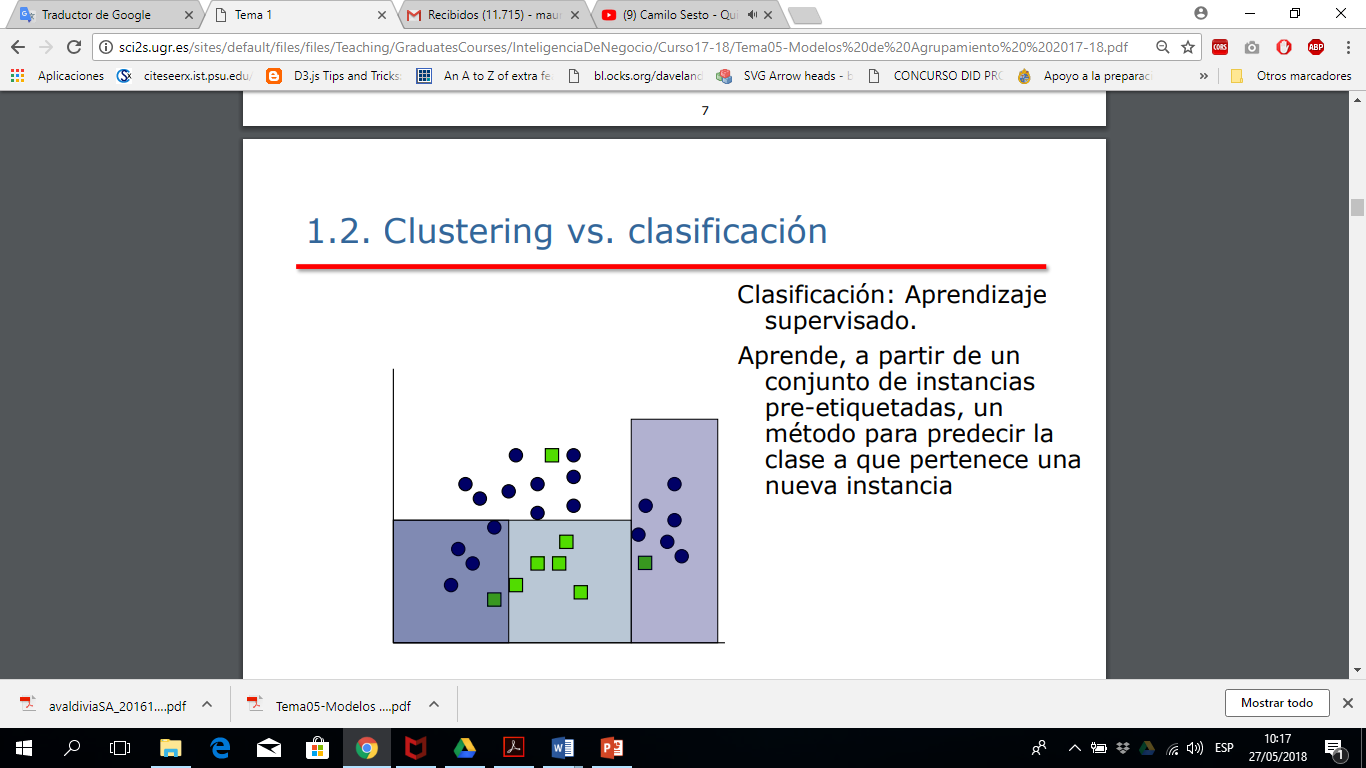 Traductor de Google
Tema 1
Recibidos (11.715) - mau
(9) Camilo Sesto - Qui
sci2s.ugr.es/sites/default/files/files/Teaching/GraduatesCourses/InteligenciaDeNegocio/Curso17-18/Tema05-Modelos%20de%20Agrupamiento%20%202017-18.pdf
CORS
ABP
Aplicaciones
citeseerx.ist.psu.edu/
D3.js Tips and Tricks:
An A to Z of extra fe
bl.ocks.org/daveland
SVG Arrow heads - b
CONCURSO DID PRO
Apoyo a la preparac
»
Otros marcadores
7
1.2. Clustering vs. clasificación
Clasificación: Aprendizaje
supervisado.
Aprende, a partir de un
conjunto de instancias
pre-etiquetadas, un
método para predecir la
clase a que pertenece una
nueva instancia
avaldiviaSA_20161....pdf
Tema05-Modelos ....pdf
Mostrar todo
ESP
10:17
27/05/2018
1